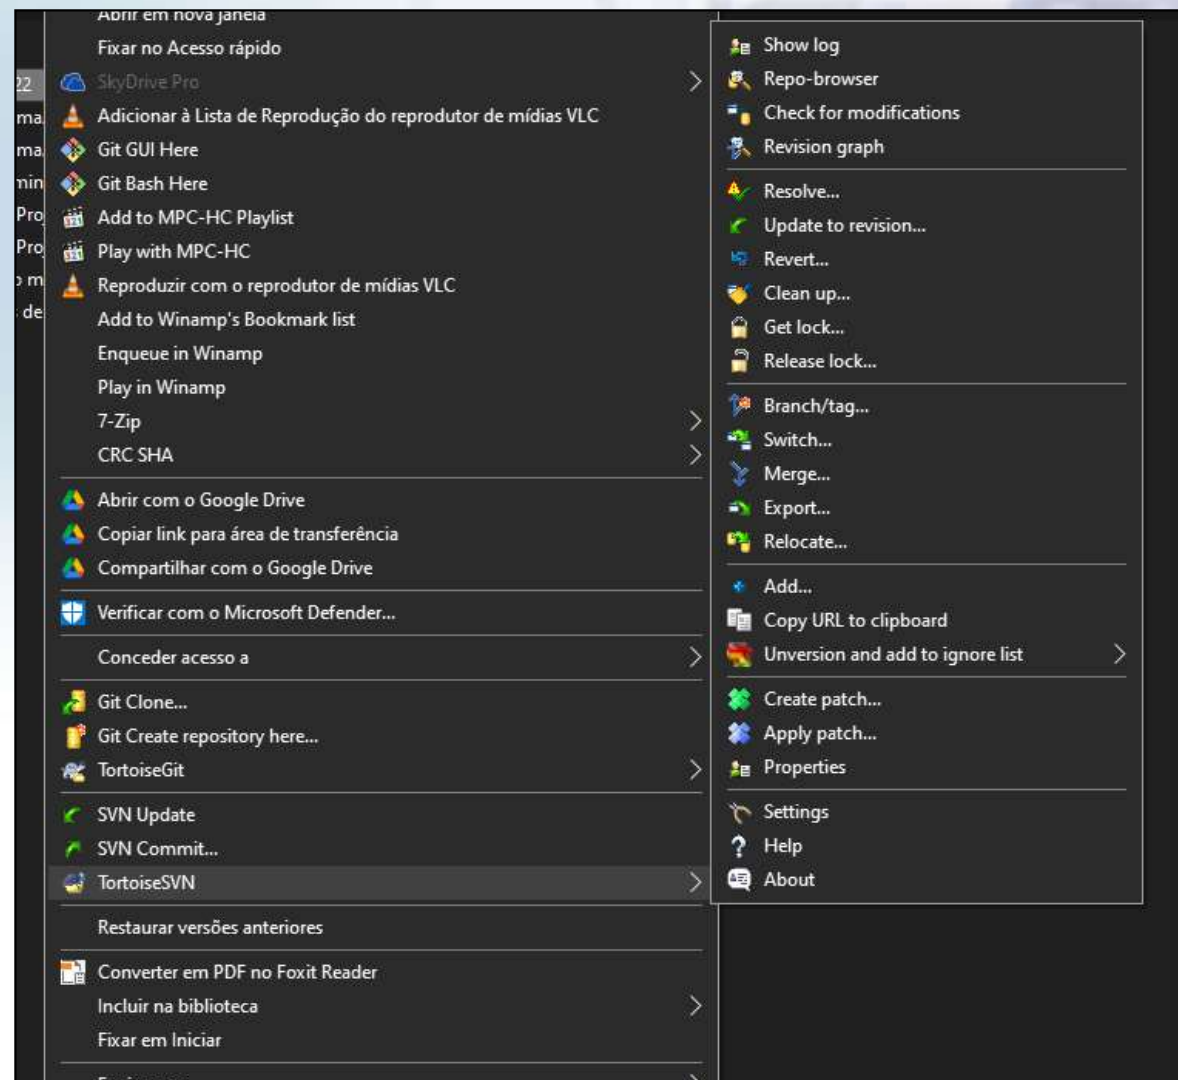 Abrir em nova janela
Fixar no Acesso rápido
SkyDrive Pro
Adicionar à Lista de Reprodução do reprodutor de mídias VLC
Git GUI Here
Git Bash Here
Add to MPC-HC Playlist
Play with MPC-HC
Reproduzir com o reprodutor de mídias VLC
Add to Winamp's Bookmark list
Enqueue in Winamp
Play in Winamp
7-Zip
CRC SHA
Abrir com o Google Drive
Copiar link para área de transferência
Compartilhar com o Google Drive
Verificar com o Microsoft Defender...
Conceder acesso a
Git Clone...
Git Create repository here...
TortoiseGit
SVN Update
SVN Commit...
TortoiseSVN
Restaurar versões anteriores
Converter em PDF no Foxit Reader
Incluir na biblioteca
Fixar em Iniciar
22
ma
ma
min
Pro
Pro
o m
de
Show log
Repo-browser
Check for modifications
Revision graph
Resolve...
Update to revision...
Revert...
Clean up...
Get lock...
Release lock...
Branch/tag...
Switch...
Merge...
Export...
Relocate...
Add...
Copy URL to clipboard
Unversion and add to ignore list
Create patch...
Apply patch...
Properties
Settings
Help
About